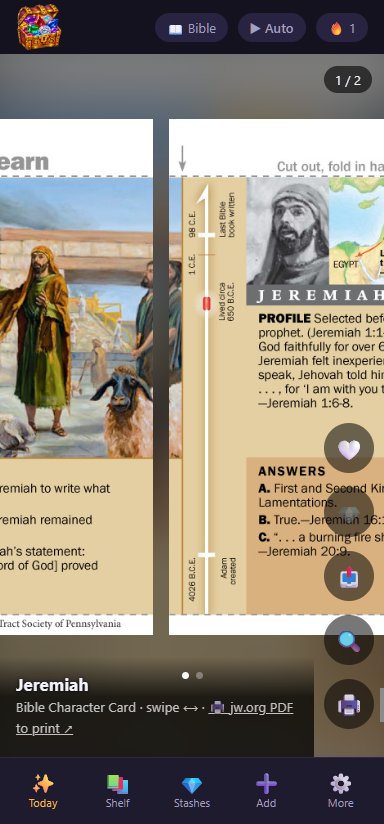 Bible
Auto
1
1 / 2
earn
Cut out, fold in ha
98 C.E.
Last Bible
book written
1 C.E.
Lived circa
650 B.C.E.
4026 B.C.E.
Adam
created
EGYPT
JEREMIAH
PROFILE Selected bef
prophet. (Jeremiah 1:1-
God faithfully for over 6
Jeremiah felt inexperien
speak, Jehovah told hi
. . . , for ‘I am with you t
—Jeremiah 1:6-8.
ANSWERS
A. First and Second Ki
Lamentations.
B. True.—Jeremiah 16:
C. “. . . a burning fire sh
—Jeremiah 20:9.
remiah to write what
remiah remained
ah’s statement:
ord of God] proved
Tract Society of Pennsylvania
Jeremiah
Bible Character Card · swipe ↔ · jw.org PDF
to print ↗
Today
Shelf
Stashes
Add
More